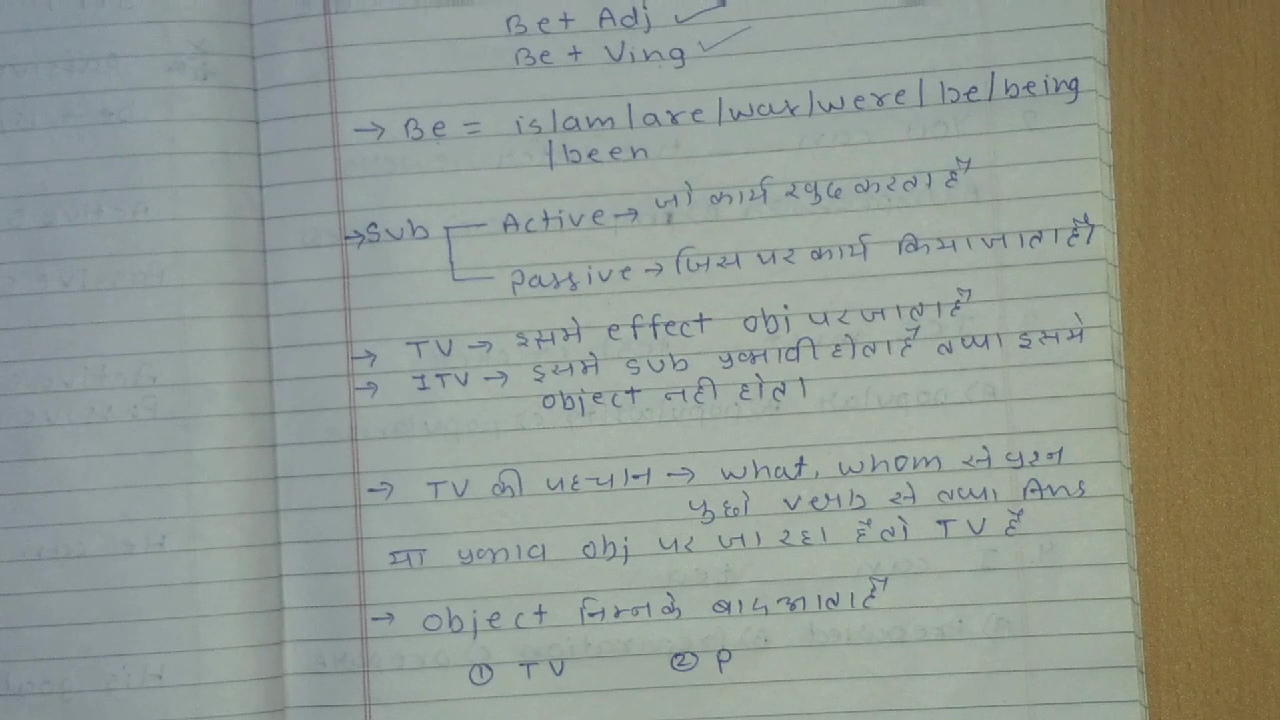 Be + Adj ✓
Be + Ving ✓
→ Be = is/am/are/was/were/be/being
/been
→ Sub Active → जो कार्य खुद करता है
Passive → जिस पर कार्य किया जाता है।
→ TV → इसमे effect obj पर जाता है
→ ITV → इसमे sub प्रभावी होता है तथा इसमे
object नही होता।
→ TV की पहचान → what, whom से प्रश्न
पुछो verb से तथा Ans
या प्रभाव obj पर जा रहा है तो TV है
→ object निम्न के बाद आता है
① TV ② P